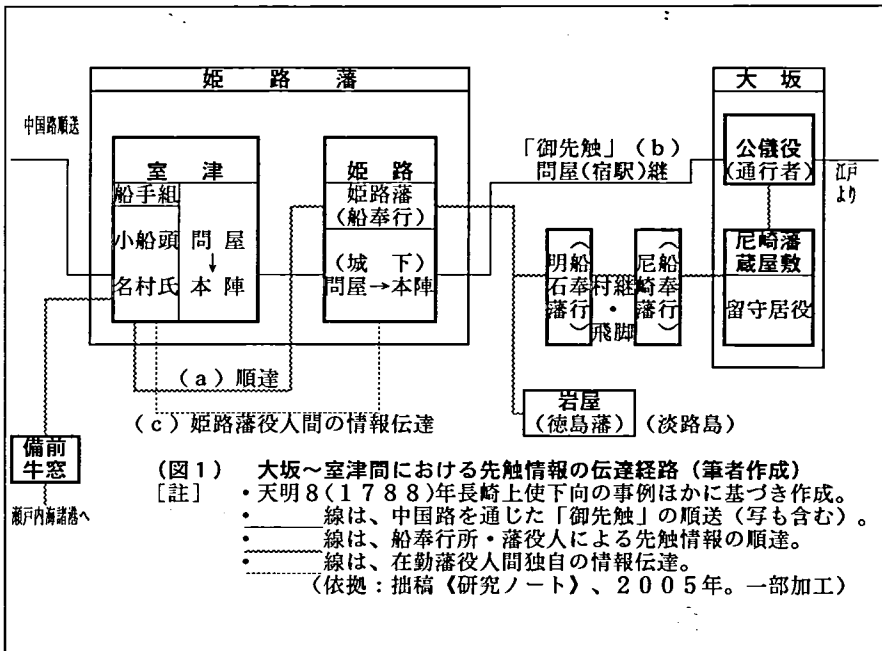 姫路藩
大坂
中国路順送
室津
船手組
小船頭
名村氏
問屋
↓
本陣
姫路
姫路藩
(船奉行)
(城下)
問屋→本陣
「御先触」(b)
問屋(宿駅)継
公儀役
(通行者)
江戸より
尼崎藩
蔵屋敷
留守居役
明石藩(船奉行)
村継・飛脚
尼崎藩(船奉行)
(a)順達
(c)姫路藩役人間の情報伝達
岩屋
(徳島藩)
(淡路島)
備前
牛窓
瀬戸内海諸港へ
(図1) 大坂~室津間における先触情報の伝達経路(筆者作成)
[註] ・天明8(1788)年長崎上使下向の事例ほかに基づき作成。
・ 線は、中国路を通じた「御先触」の順送(写も含む)。
・ 線は、船奉行所・藩役人による先触情報の順達。
・ 線は、在勤藩役人間独自の情報伝達。
(依拠:拙稿《研究ノート》、2005年。一部加工)